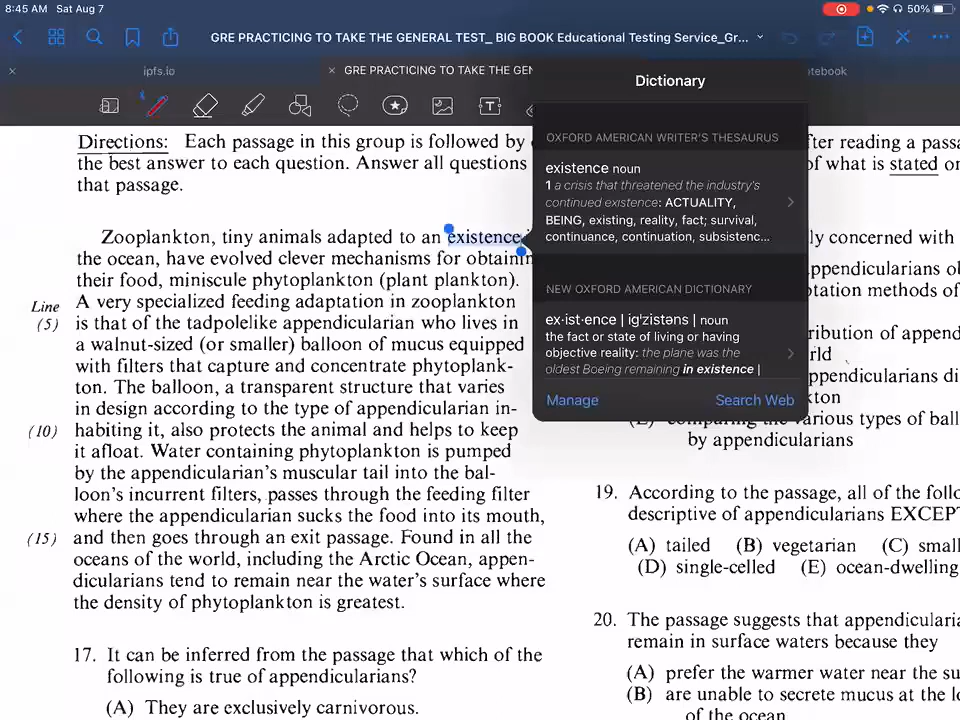 8:45 AM Sat Aug 7
50%
GRE PRACTICING TO TAKE THE GENERAL TEST_ BIG BOOK Educational Testing Service_Gr...
ipfs.io
GRE PRACTICING TO TAKE THE GEN
tebook
Directions: Each passage in this group is followed by
the best answer to each question. Answer all questions
that passage.
Zooplankton, tiny animals adapted to an existence
the ocean, have evolved clever mechanisms for obtainin
their food, miniscule phytoplankton (plant plankton).
Line A very specialized feeding adaptation in zooplankton
(5) is that of the tadpolelike appendicularian who lives in
a walnut-sized (or smaller) balloon of mucus equipped
with filters that capture and concentrate phytoplank-
ton. The balloon, a transparent structure that varies
in design according to the type of appendicularian in-
(10) habiting it, also protects the animal and helps to keep
it afloat. Water containing phytoplankton is pumped
by the appendicularian's muscular tail into the bal-
loon's incurrent filters, passes through the feeding filter
where the appendicularian sucks the food into its mouth,
(15) and then goes through an exit passage. Found in all the
oceans of the world, including the Arctic Ocean, appen-
dicularians tend to remain near the water's surface where
the density of phytoplankton is greatest.
17. It can be inferred from the passage that which of the
following is true of appendicularians?
(A) They are exclusively carnivorous.
Dictionary
OXFORD AMERICAN WRITER'S THESAURUS
existence noun
1 a crisis that threatened the industry's
continued existence: ACTUALITY,
BEING, existing, reality, fact; survival,
continuance, continuation, subsistenc...
NEW OXFORD AMERICAN DICTIONARY
ex·ist·ence | iɡˈzistəns | noun
the fact or state of living or having
objective reality: the plane was the
oldest Boeing remaining in existence |
Manage Search Web
fter reading a passa
of what is stated or
ly concerned with
ppendicularians ob
tation methods of
ribution of append
rld
ppendicularians di
kton
various types of ball
by appendicularians
19. According to the passage, all of the follo
descriptive of appendicularians EXCEPT
(A) tailed (B) vegetarian (C) small
(D) single-celled (E) ocean-dwelling
20. The passage suggests that appendicularia
remain in surface waters because they
(A) prefer the warmer water near the su
(B) are unable to secrete mucus at the lo
of the ocean